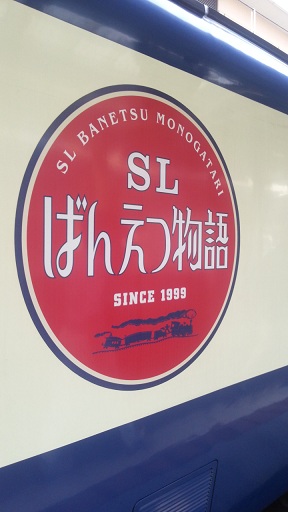 SL BANETSU MONOGATARI
SL
ばんえつ物語
SINCE 1999